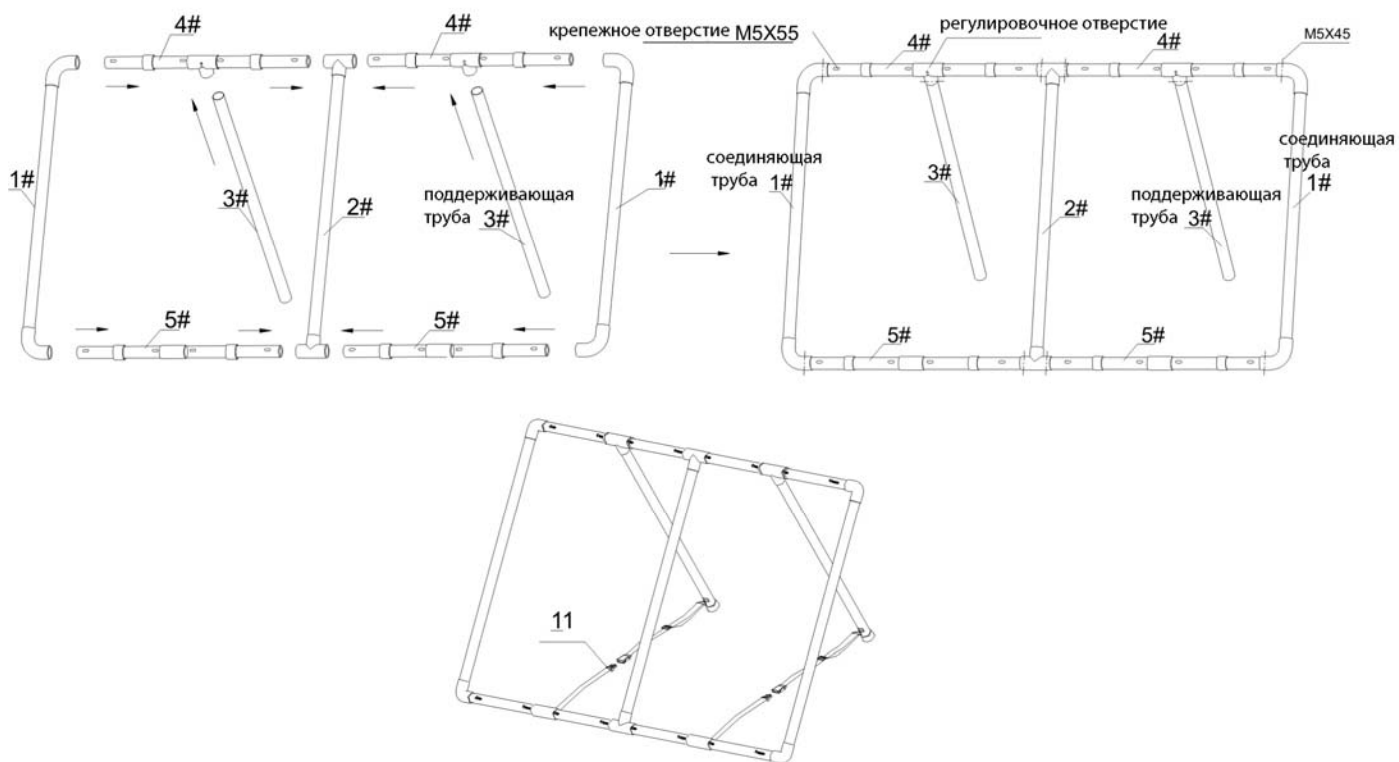 4#
4#
1#
3#
2#
поддерживающая
труба 3#
1#
5#
5#
крепежное отверстие M5X55
регулировочное отверстие
M5X45
4#
4#
соединяющая
труба
1#
3#
2#
поддерживающая
труба 3#
соединяющая
труба
1#
5#
5#
11